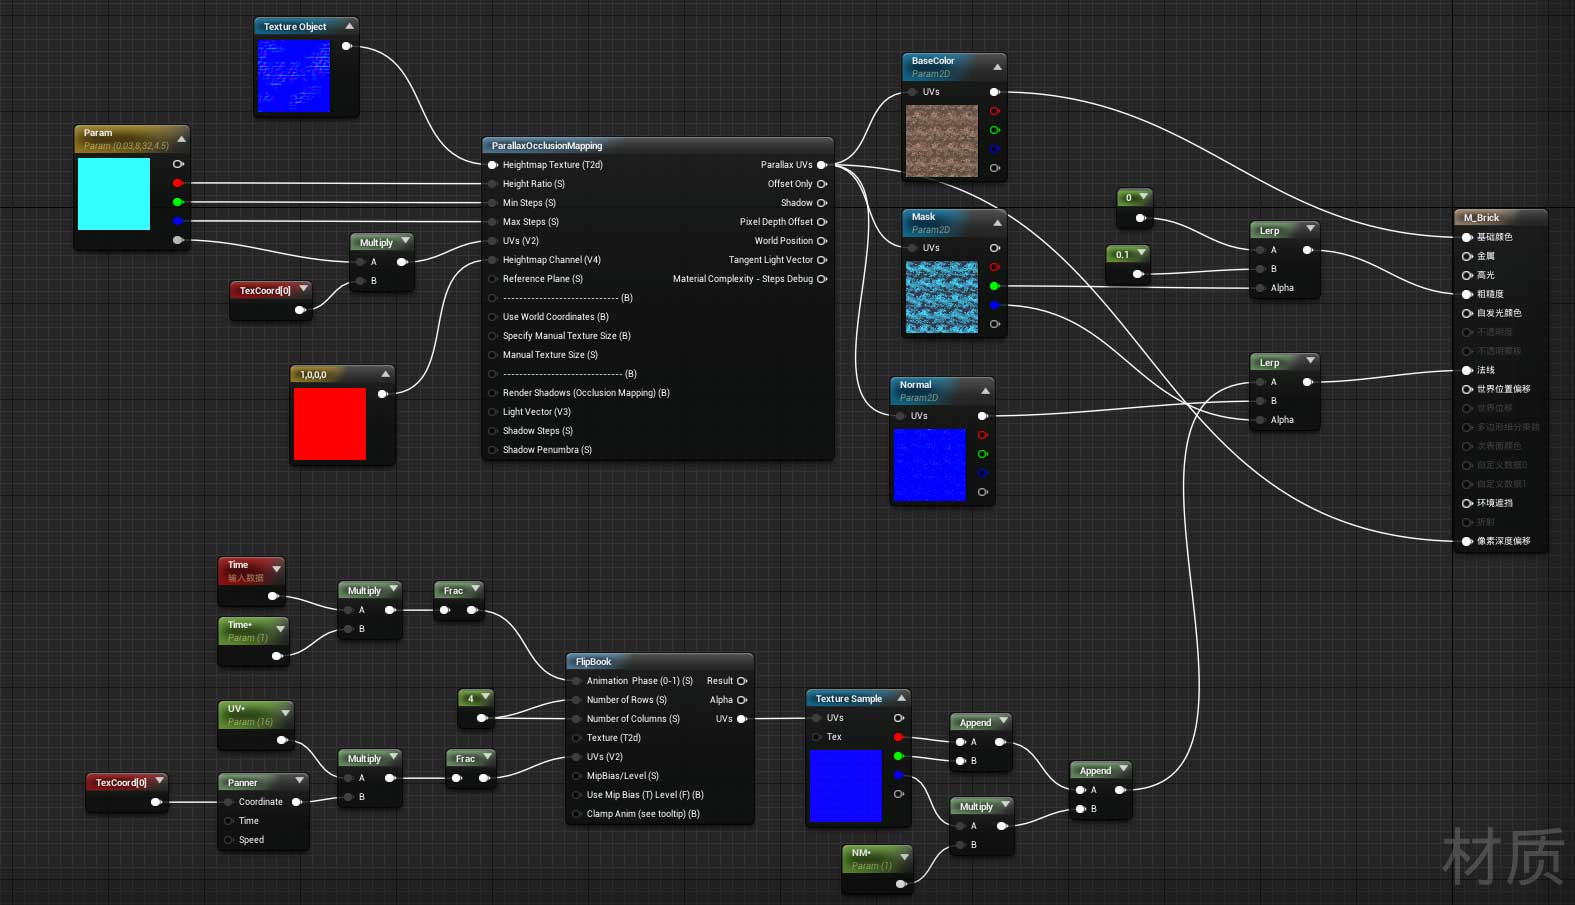 Texture Object
Param
Param (0.03,8,32,4.5)
Multiply
A
B
TexCoord[0]
1,0,0,0
ParallaxOcclusionMapping
Heightmap Texture (T2d)
Height Ratio (S)
Min Steps (S)
Max Steps (S)
UVs (V2)
Heightmap Channel (V4)
Reference Plane (S)
------------------------------ (B)
Use World Coordinates (B)
Specify Manual Texture Size (B)
Manual Texture Size (S)
------------------------------- (B)
Render Shadows (Occlusion Mapping) (B)
Light Vector (V3)
Shadow Steps (S)
Shadow Penumbra (S)
Parallax UVs
Offset Only
Shadow
Pixel Depth Offset
World Position
Tangent Light Vector
Material Complexity - Steps Debug
BaseColor
Param2D
UVs
Mask
Param2D
UVs
Normal
Param2D
UVs
0
0.1
Lerp
A
B
Alpha
Lerp
A
B
Alpha
M_Brick
基础颜色
金属
高光
粗糙度
自发光颜色
不透明度
不透明蒙板
法线
世界位置偏移
世界位移
多边形细分乘数
次表面颜色
自定义数据0
自定义数据1
环境遮挡
折射
像素深度偏移
Time
输入数据
Time*
Param (1)
Multiply
A
B
Frac
UV*
Param (16)
TexCoord[0]
Panner
Coordinate
Time
Speed
Multiply
A
B
Frac
4
FlipBook
Animation Phase (0-1) (S)
Number of Rows (S)
Number of Columns (S)
Texture (T2d)
UVs (V2)
MipBias/Level (S)
Use Mip Bias (T) Level (F) (B)
Clamp Anim (see tooltip) (B)
Result
Alpha
UVs
Texture Sample
UVs
Tex
Append
A
B
Multiply
A
B
NM*
Param (1)
Append
A
B
材质